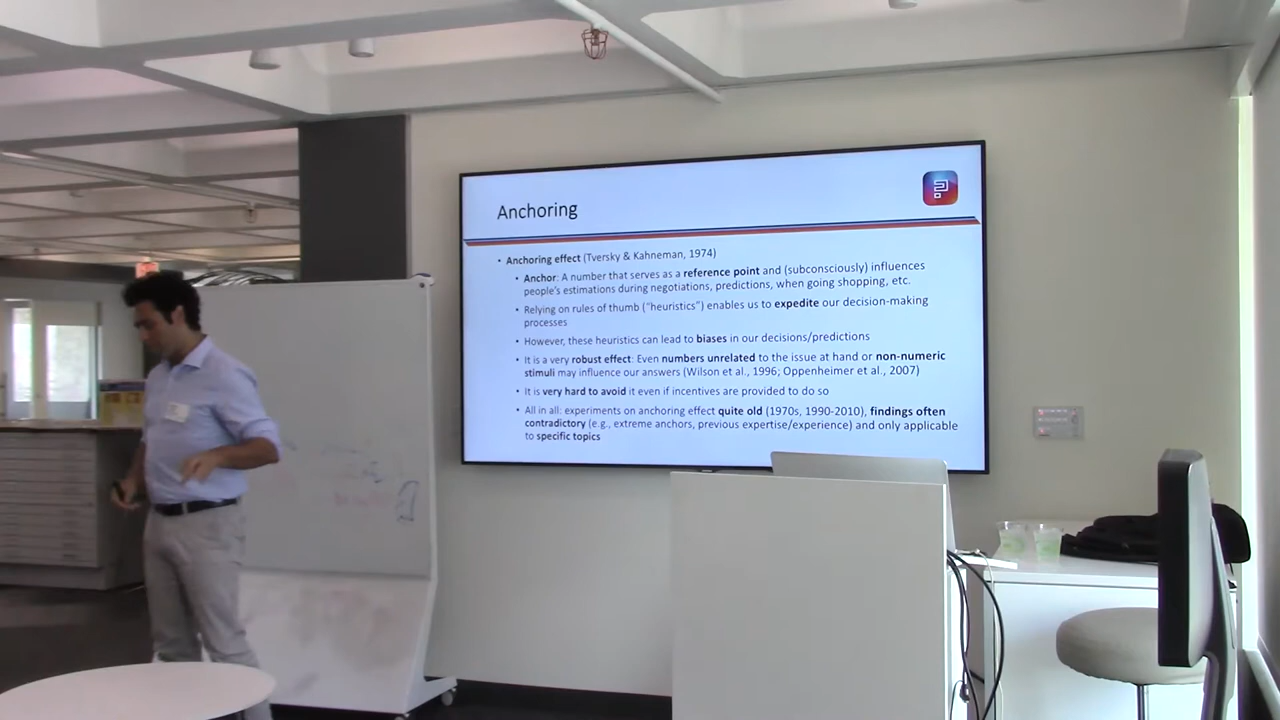 Anchoring
• Anchoring effect (Tversky & Kahneman, 1974)
• Anchor: A number that serves as a reference point and (subconsciously) influences
people's estimations during negotiations, predictions, when going shopping, etc.
• Relying on rules of thumb ("heuristics") enables us to expedite our decision-making
processes
• However, these heuristics can lead to biases in our decisions/predictions
• It is a very robust effect: Even numbers unrelated to the issue at hand or non-numeric
stimuli may influence our answers (Wilson et al., 1996; Oppenheimer et al., 2007)
• It is very hard to avoid it even if incentives are provided to do so
• All in all: experiments on anchoring effect quite old (1970s, 1990-2010), findings often
contradictory (e.g., extreme anchors, previous expertise/experience) and only applicable
to specific topics